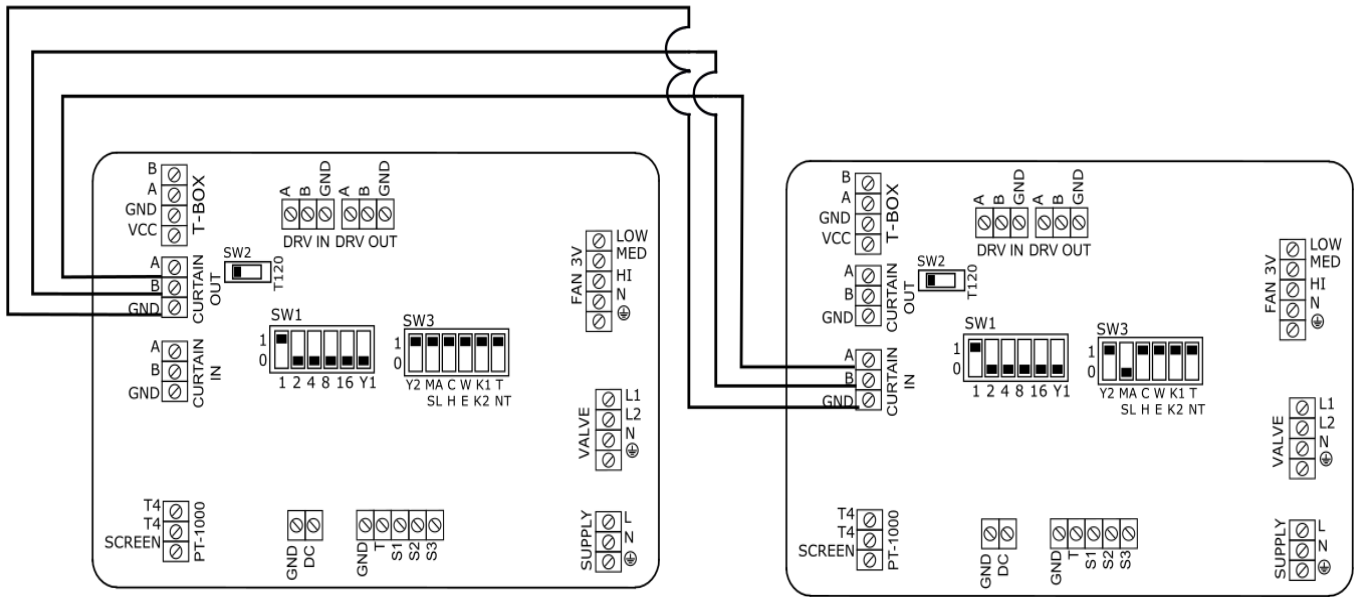 B
A
GND
VCC
T-BOX
A B GND A B GND
DRV IN DRV OUT
A
B
GND
CURTAIN
OUT
SW2
T120
LOW
MED
HI
N
FAN 3V
SW1
1
0
1 2 4 8 16 Y1
SW3
1
0
Y2 MA C W K1 T
SL H E K2 NT
A
B
GND
CURTAIN
IN
L1
L2
N
VALVE
T4
T4
SCREEN
PT-1000
GND DC
GND T S1 S2 S3
L
N
SUPPLY
B
A
GND
VCC
T-BOX
A B GND A B GND
DRV IN DRV OUT
A
B
GND
CURTAIN
OUT
SW2
T120
LOW
MED
HI
N
FAN 3V
SW1
1
0
1 2 4 8 16 Y1
SW3
1
0
Y2 MA C W K1 T
SL H E K2 NT
A
B
GND
CURTAIN
IN
L1
L2
N
VALVE
T4
T4
SCREEN
PT-1000
GND DC
GND T S1 S2 S3
L
N
SUPPLY